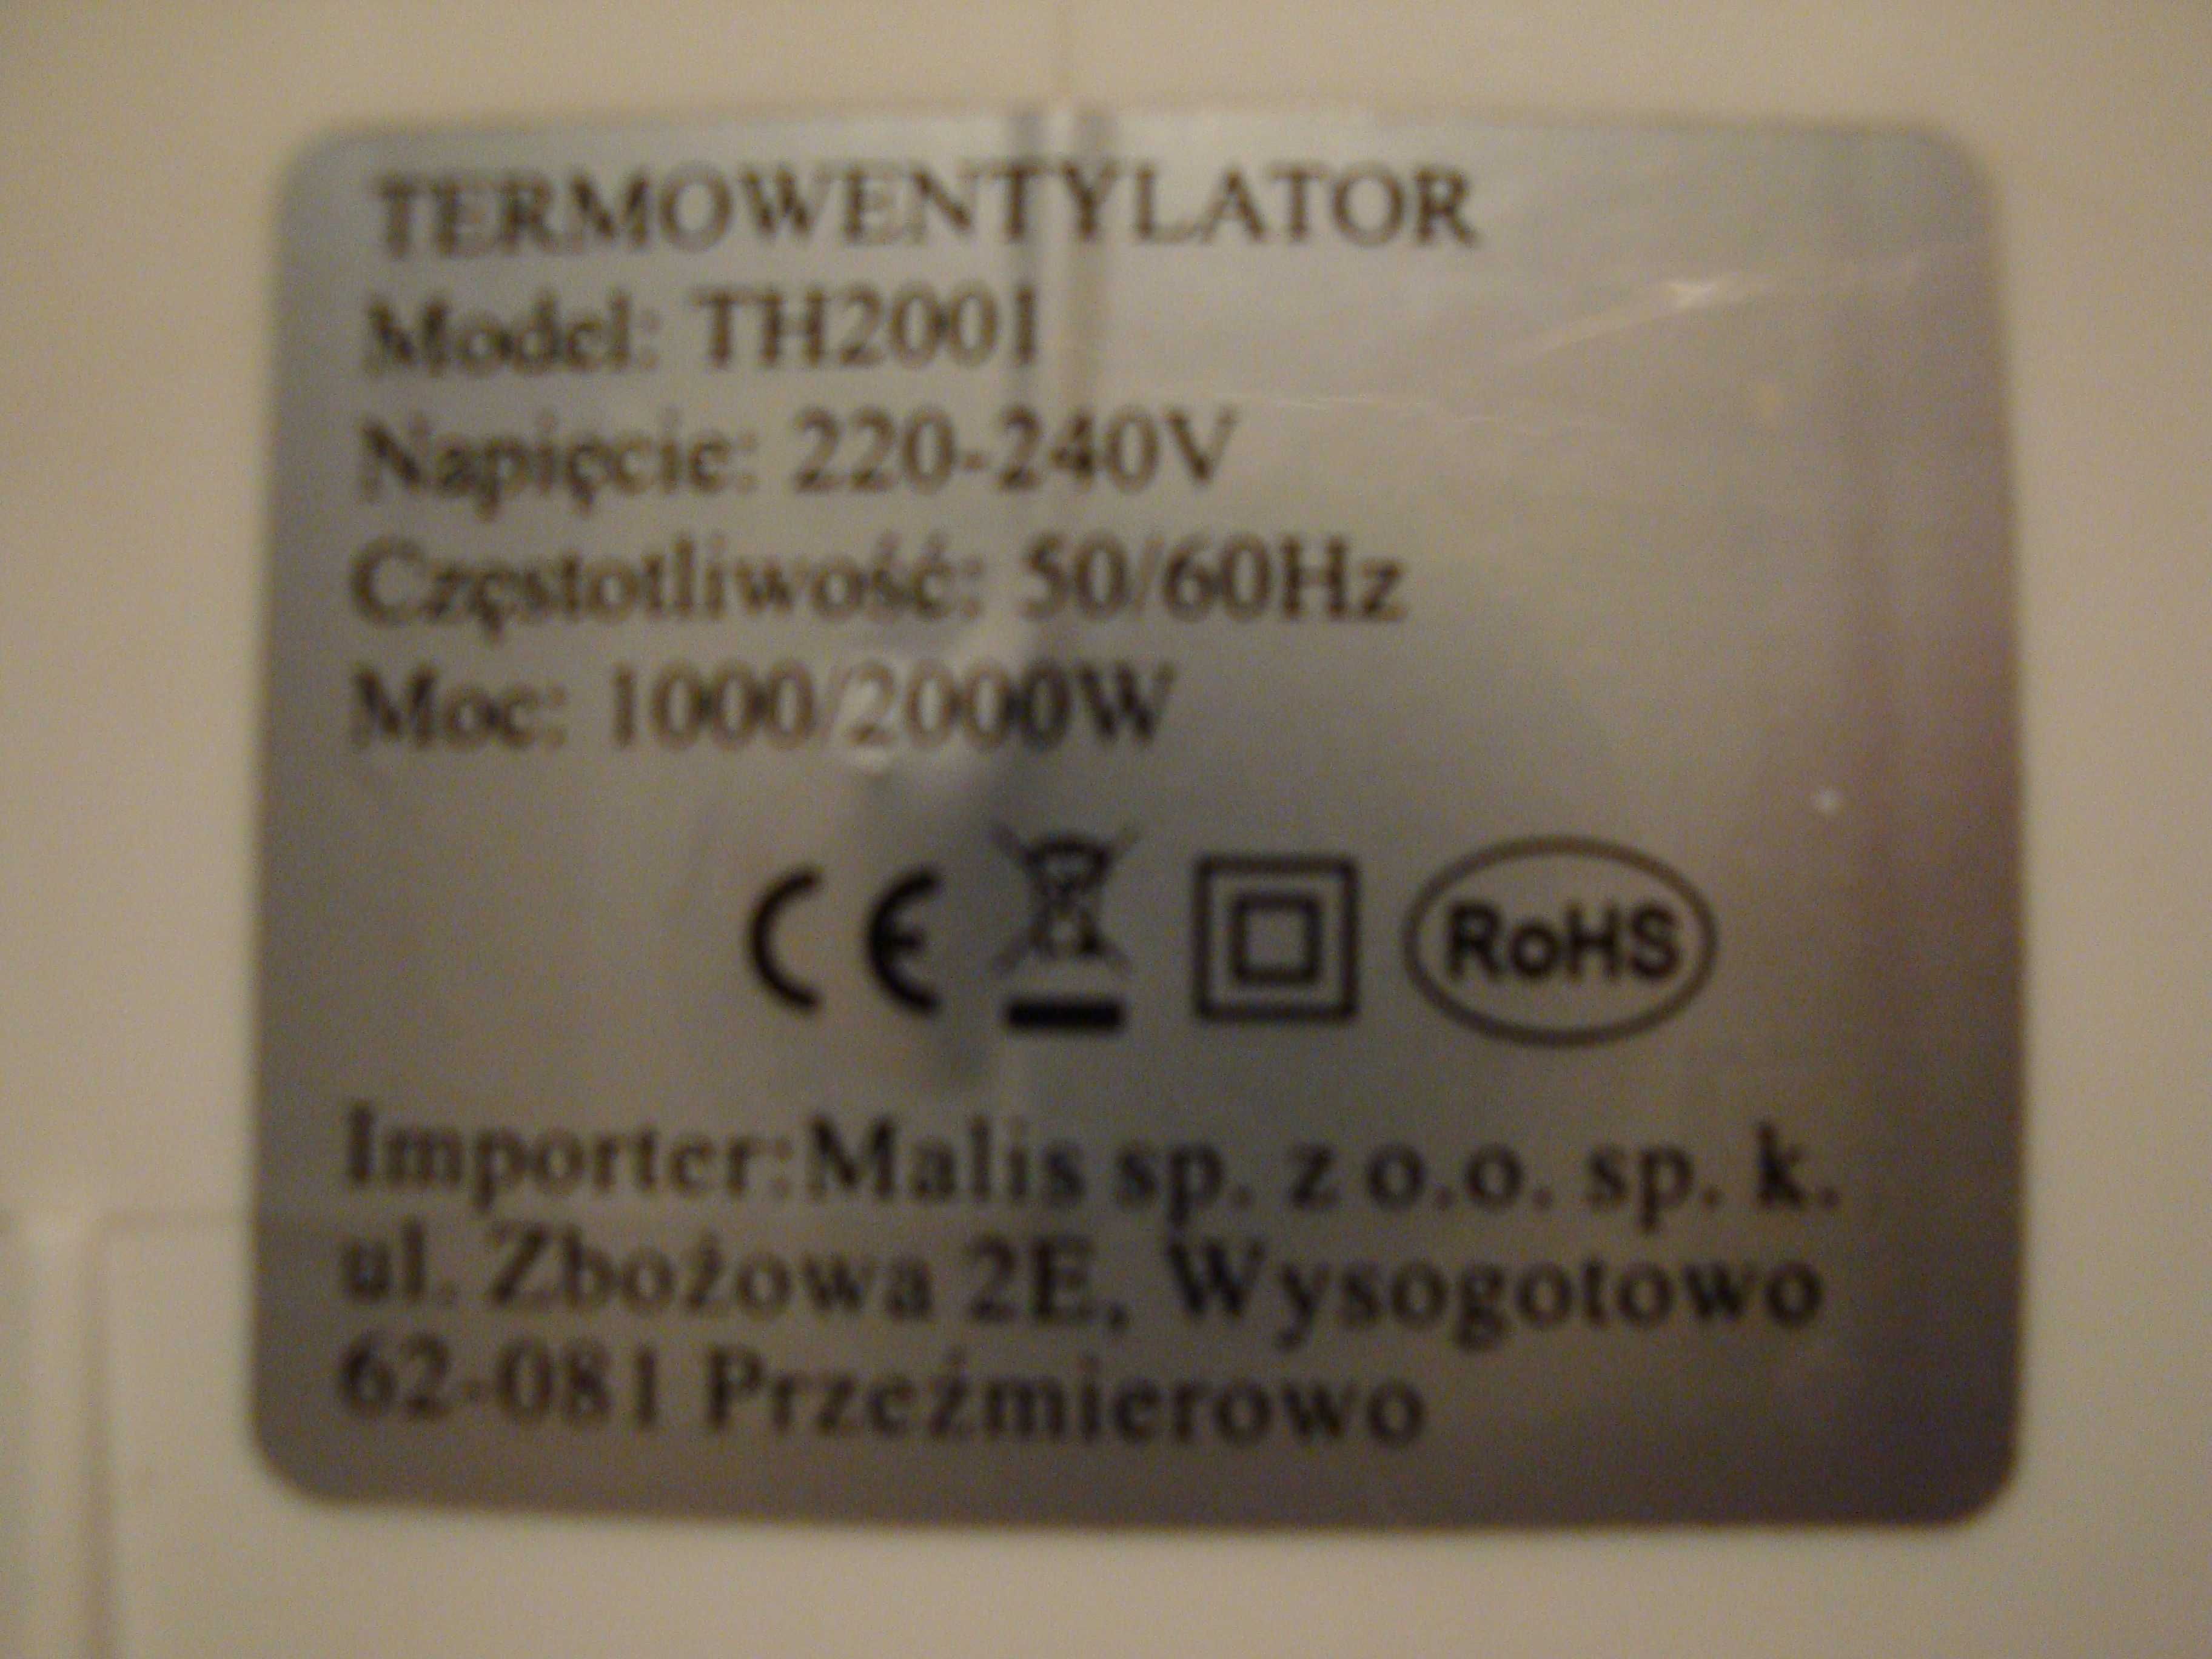 TERMOWENTYLATOR
Model: TH2001
Napięcie: 220-240V
Częstotliwość: 50/60Hz
Moc: 1000/2000W
CE RoHS
Importer:Malis sp. z o.o. sp. k.
ul. Zbożowa 2E, Wysogotowo
62-081 Przeźmierowo